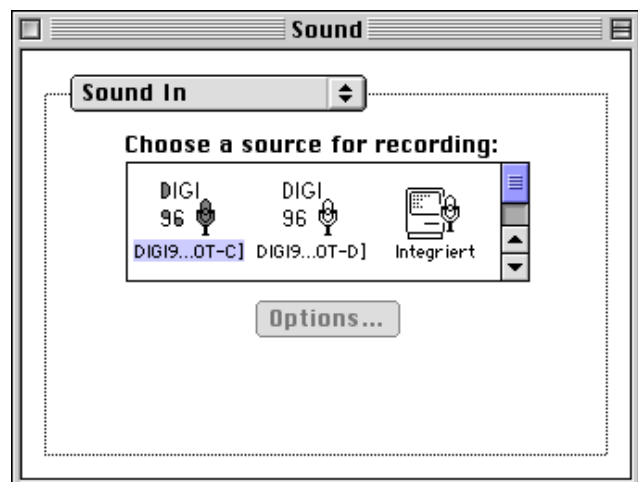 Sound
Sound In
Choose a source for recording:
DIGI 96 DIGI 96
DIGI9...OT-C] DIGI9...OT-D] Integriert
Options...